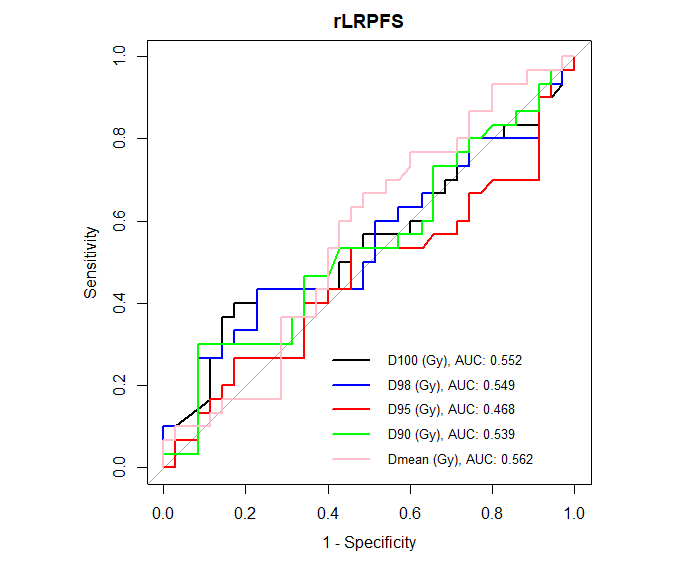 rLRPFS
1.0
0.8
0.6
0.4
0.2
0.0
Sensitivity
D100 (Gy), AUC: 0.552
D98 (Gy), AUC: 0.549
D95 (Gy), AUC: 0.468
D90 (Gy), AUC: 0.539
Dmean (Gy), AUC: 0.562
0.0 0.2 0.4 0.6 0.8 1.0
1 - Specificity